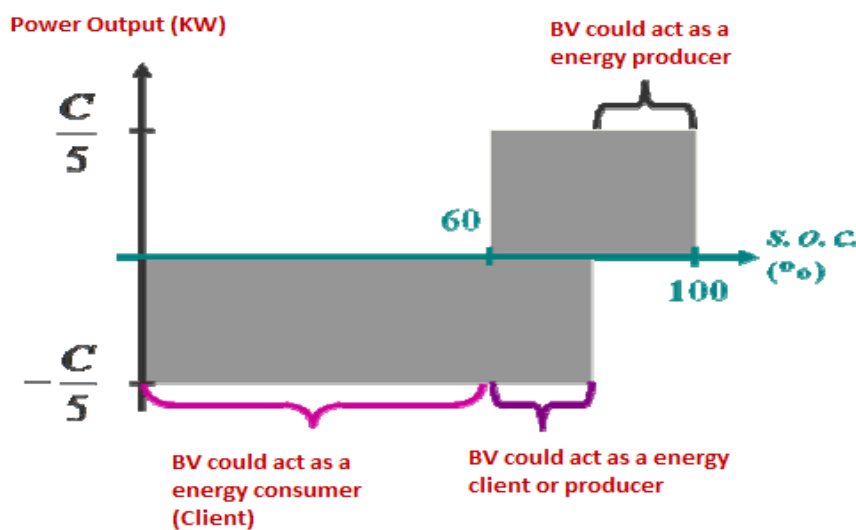 Power Output (KW)
BV could act as a
energy producer
C
5
60
S. O. C.
(%)
100
- C
5
BV could act as a
energy consumer
(Client)
BV could act as a energy
client or producer